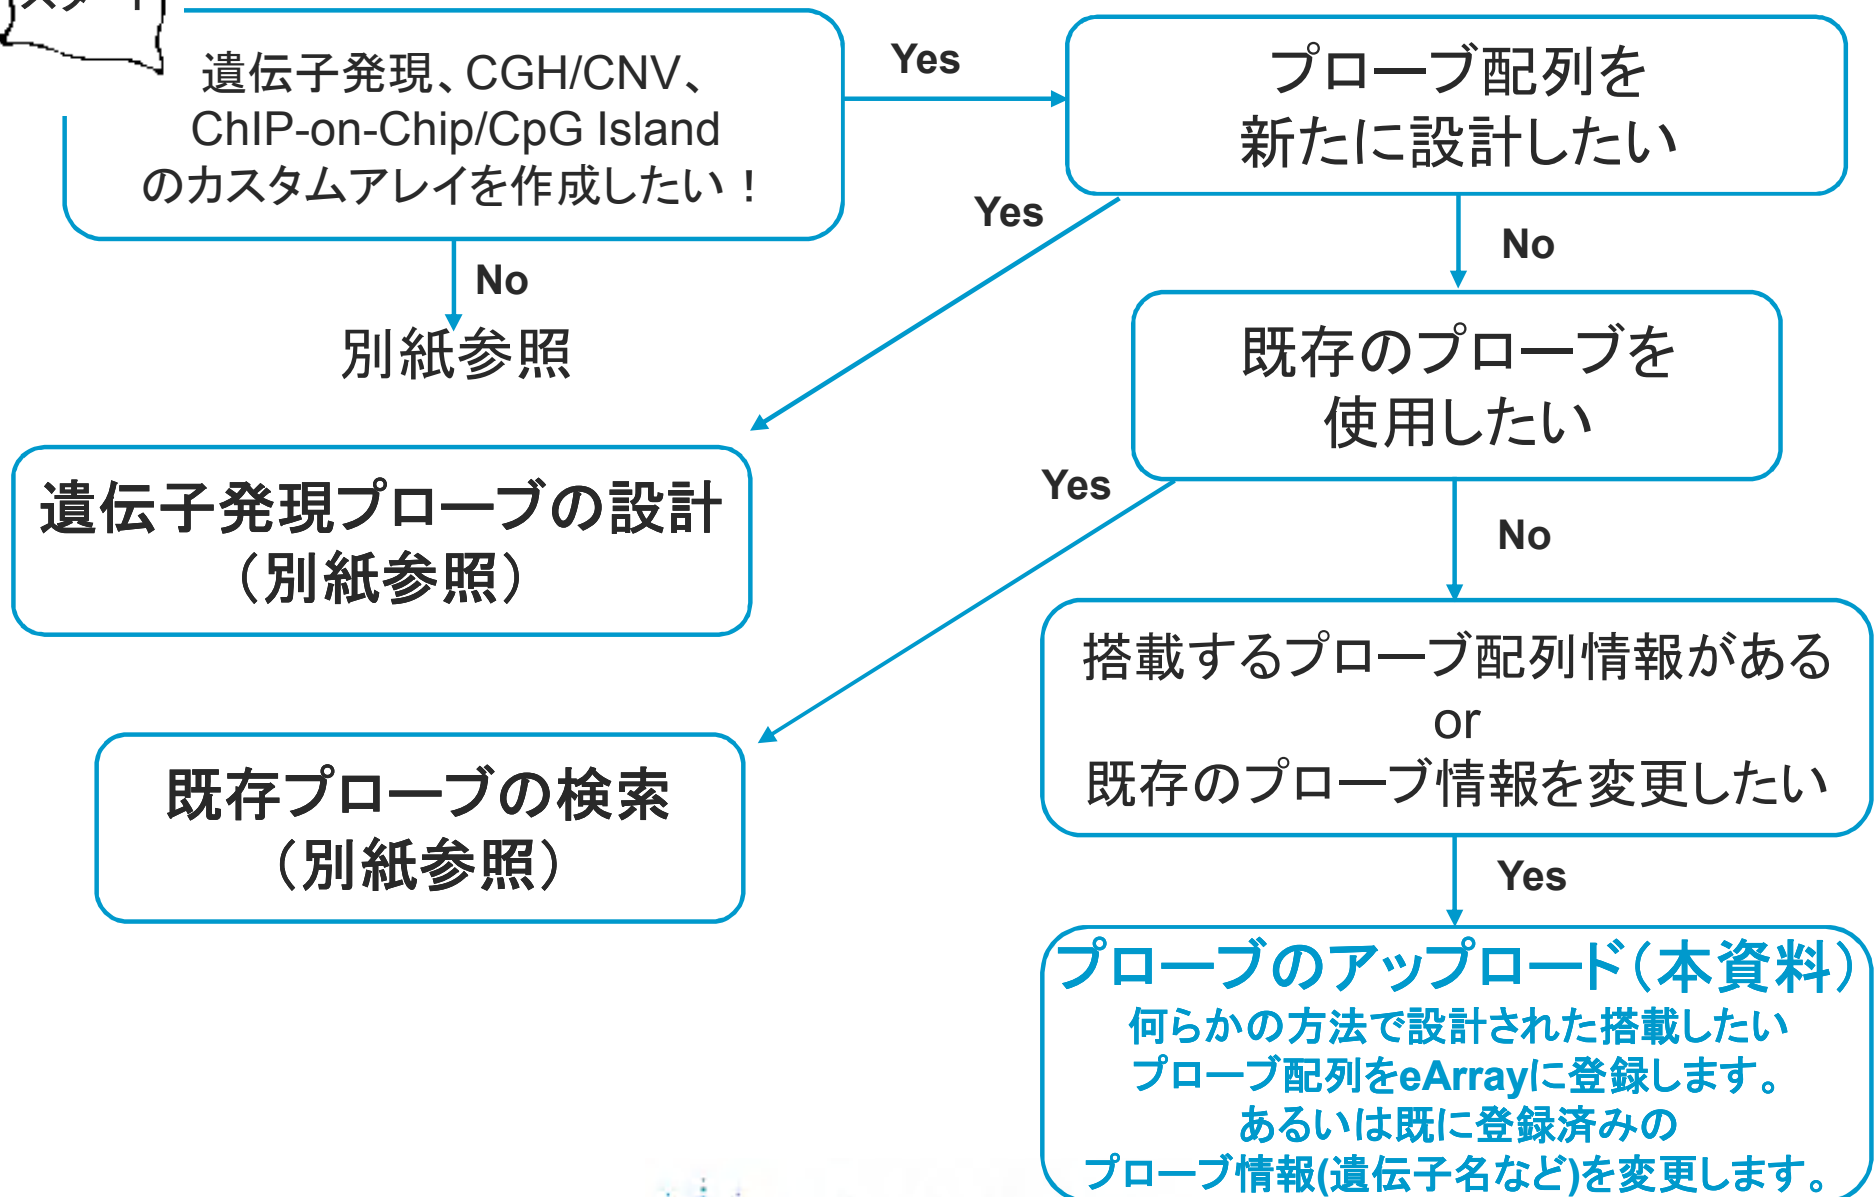 遺伝子発現、CGH/CNV、
ChIP-on-Chip/CpG Island
のカスタムアレイを作成したい！
Yes
プローブ配列を
新たに設計したい
No
別紙参照
Yes
No
既存のプローブを
使用したい
遺伝子発現プローブの設計
（別紙参照）
Yes
No
搭載するプローブ配列情報がある
or
既存のプローブ情報を変更したい
既存プローブの検索
（別紙参照）
Yes
プローブのアップロード（本資料）
何らかの方法で設計された搭載したい
プローブ配列をeArrayに登録します。
あるいは既に登録済みの
プローブ情報(遺伝子名など)を変更します。